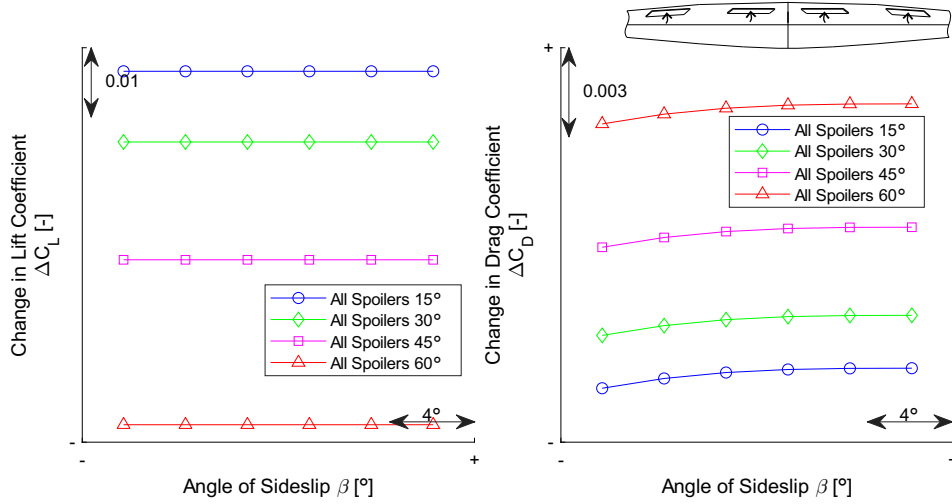 Change in Lift Coefficient
ΔC_L [-]
0.01
All Spoilers 15°
All Spoilers 30°
All Spoilers 45°
All Spoilers 60°
4°
-
-
+
Angle of Sideslip β [°]
Change in Drag Coefficient
ΔC_D [-]
+
0.003
All Spoilers 15°
All Spoilers 30°
All Spoilers 45°
All Spoilers 60°
4°
-
-
Angle of Sideslip β [°]